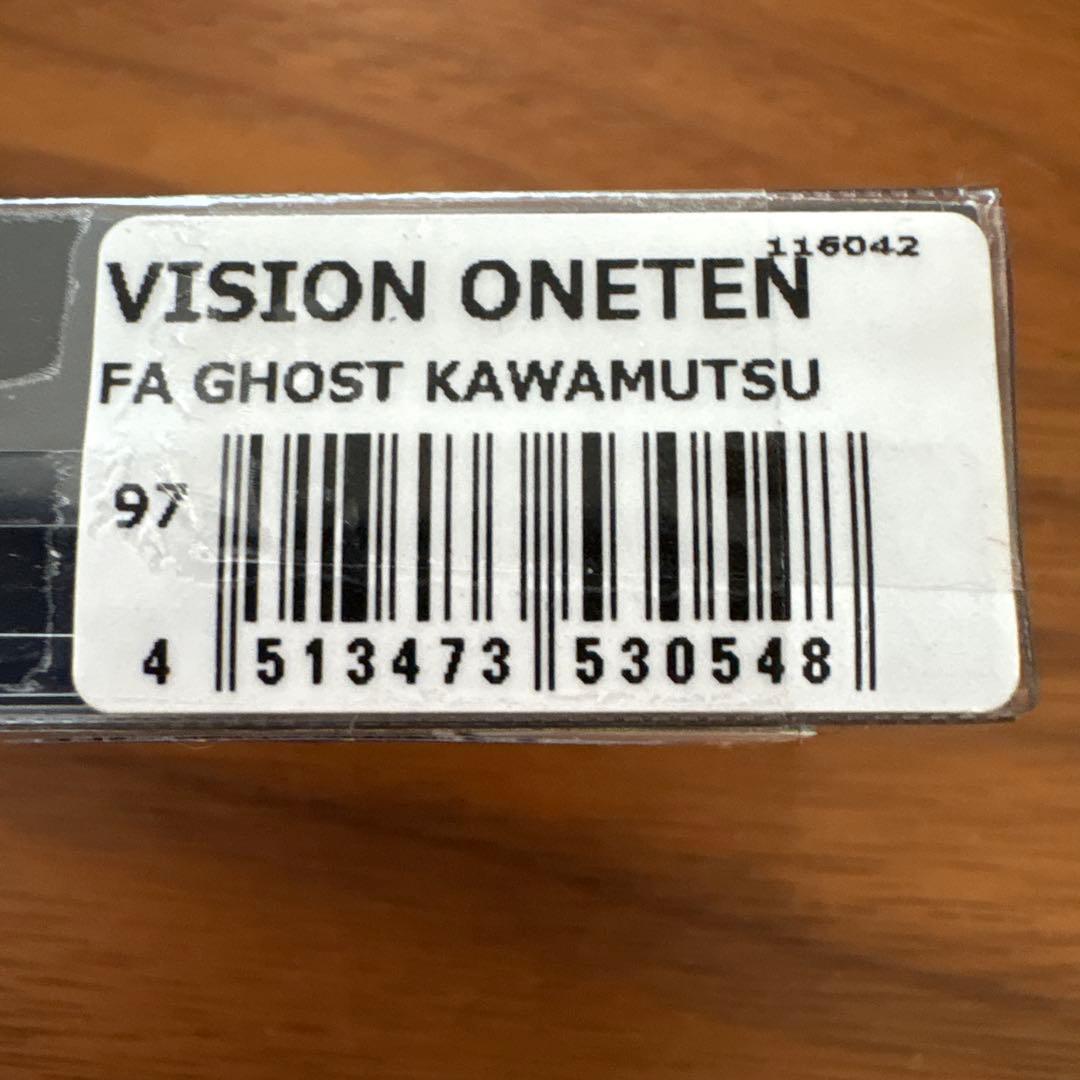 116042
VISION ONETEN
FA GHOST KAWAMUTSU
97
4 513473 530548